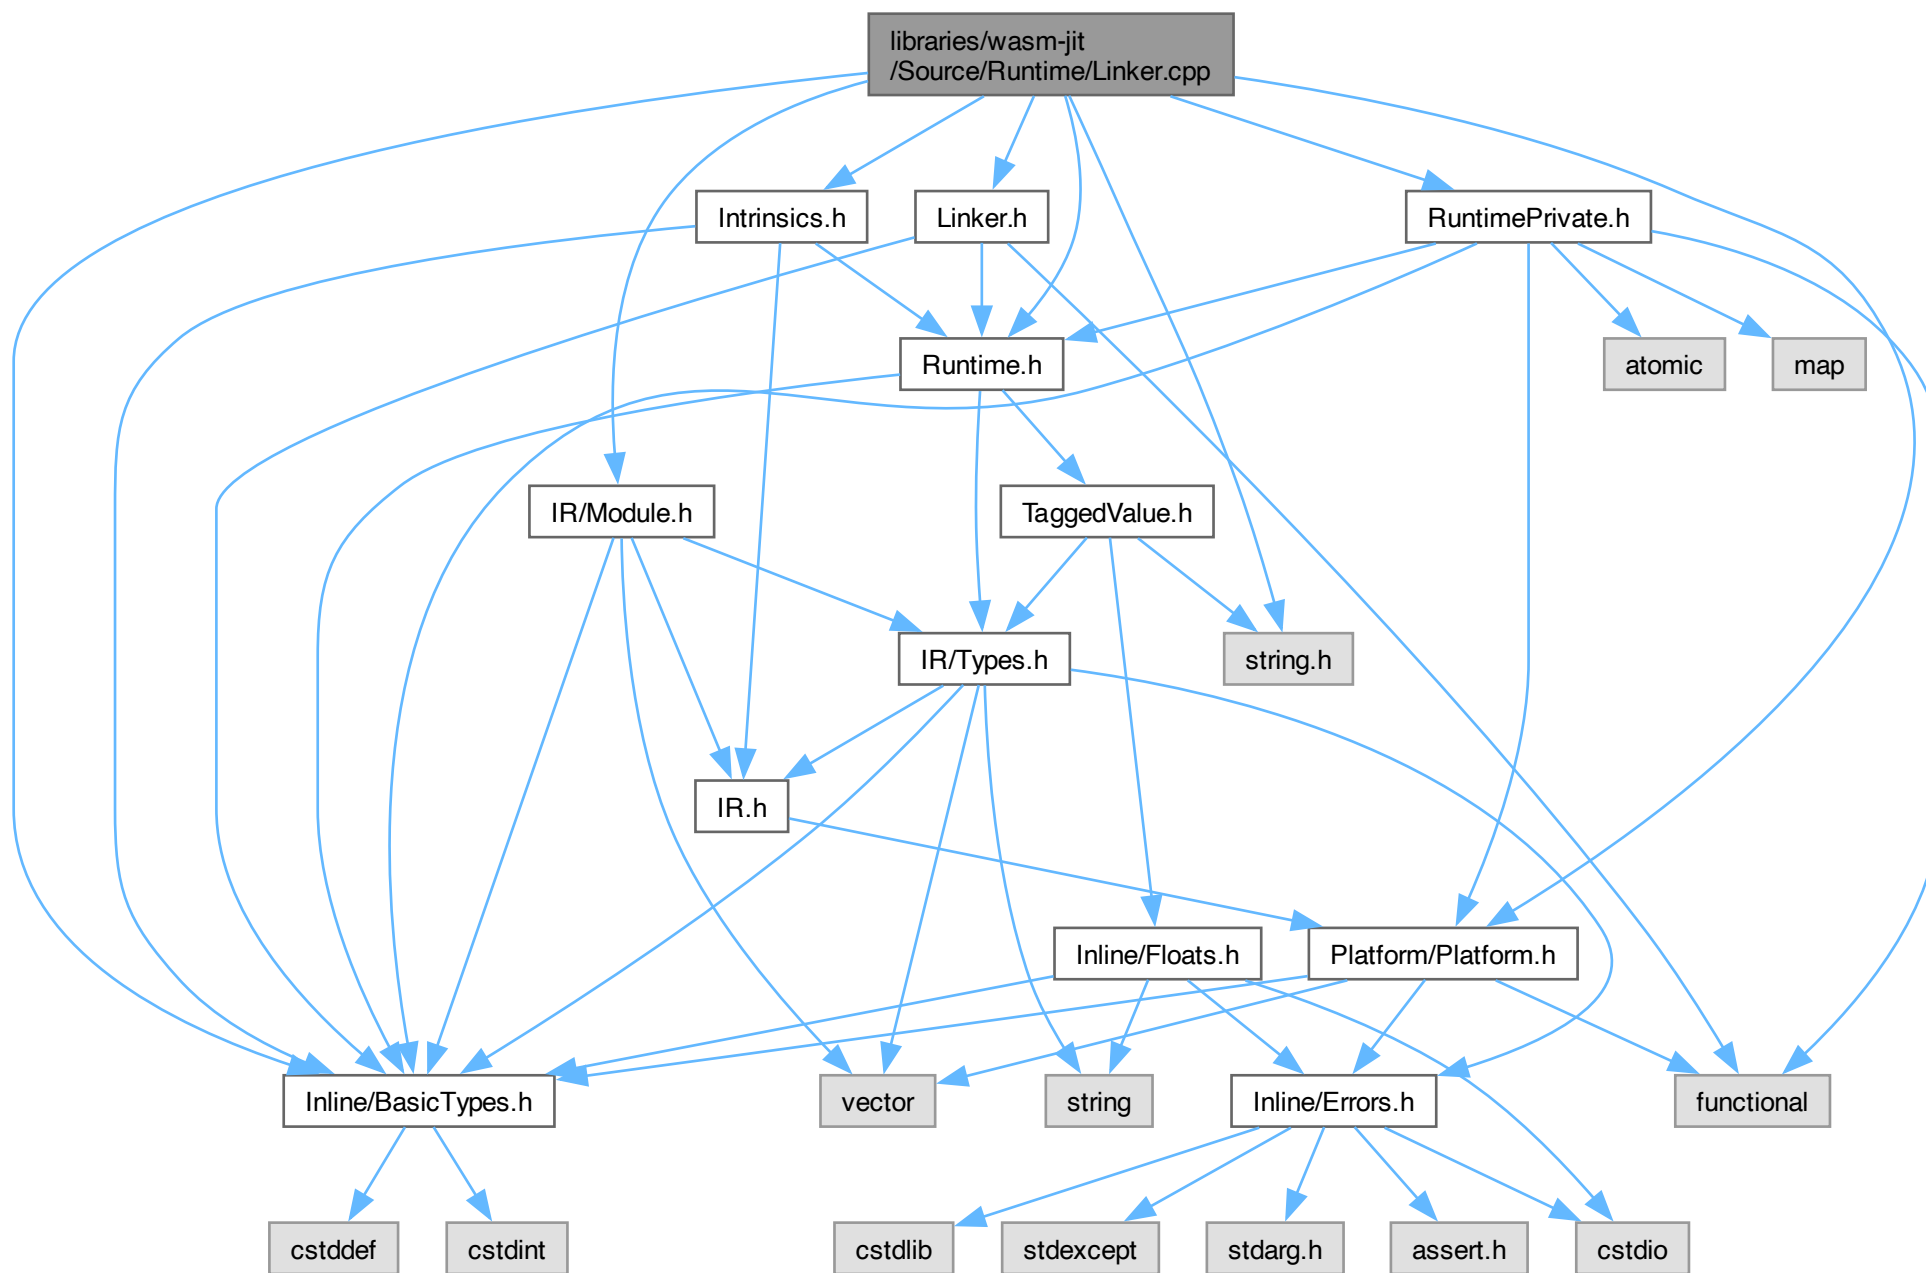 libraries/wasm-jit
/Source/Runtime/Linker.cpp
Intrinsics.h
Linker.h
RuntimePrivate.h
Runtime.h
atomic
map
IR/Module.h
TaggedValue.h
IR/Types.h
string.h
IR.h
Inline/Floats.h
Platform/Platform.h
Inline/BasicTypes.h
vector
string
Inline/Errors.h
functional
cstddef
cstdint
cstdlib
stdexcept
stdarg.h
assert.h
cstdio